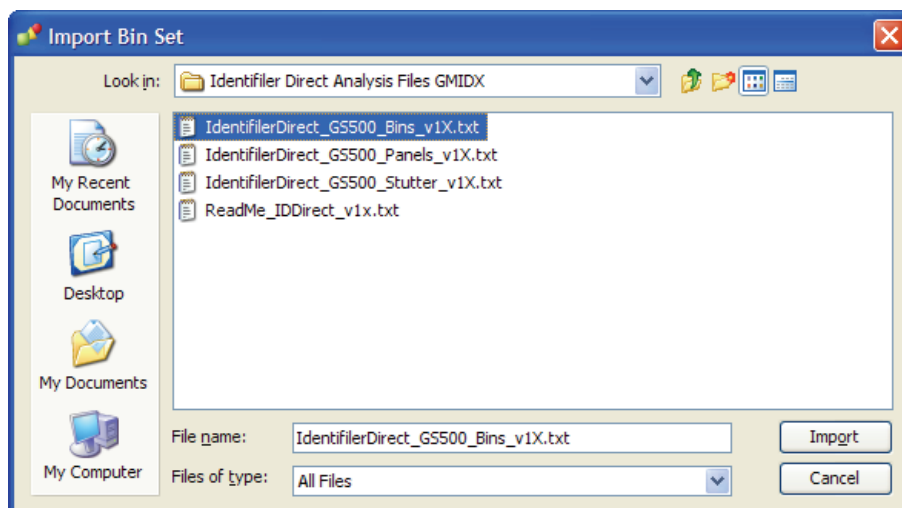 Import Bin Set
Look in: Identifiler Direct Analysis Files GMIDX
IdentifilerDirect_GS500_Bins_v1X.txt
IdentifilerDirect_GS500_Panels_v1X.txt
IdentifilerDirect_GS500_Stutter_v1X.txt
ReadMe_IDDirect_v1x.txt
My Recent
Documents
Desktop
My Documents
My Computer
File name: IdentifilerDirect_GS500_Bins_v1X.txt Import
Files of type: All Files Cancel